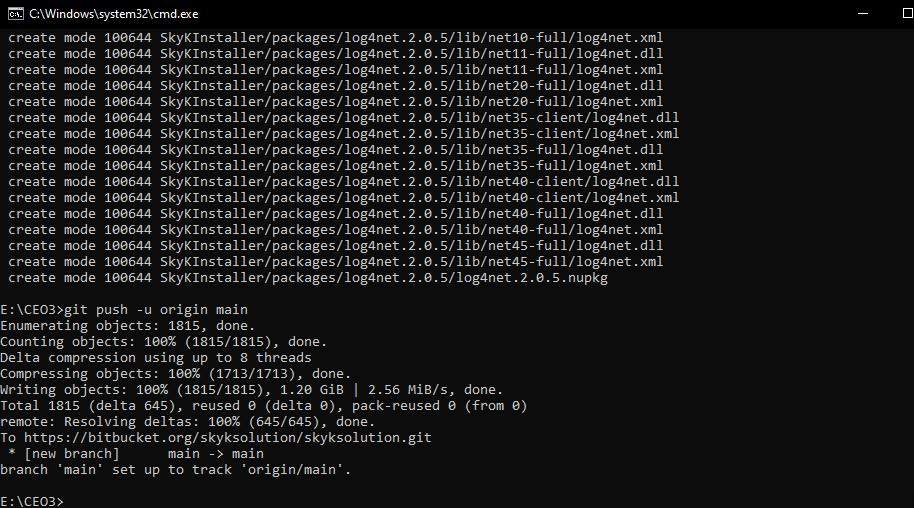 C:\Windows\system32\cmd.exe
create mode 100644 SkyKInstaller/packages/log4net.2.0.5/lib/net10-full/log4net.xml
create mode 100644 SkyKInstaller/packages/log4net.2.0.5/lib/net11-full/log4net.dll
create mode 100644 SkyKInstaller/packages/log4net.2.0.5/lib/net11-full/log4net.xml
create mode 100644 SkyKInstaller/packages/log4net.2.0.5/lib/net20-full/log4net.dll
create mode 100644 SkyKInstaller/packages/log4net.2.0.5/lib/net20-full/log4net.xml
create mode 100644 SkyKInstaller/packages/log4net.2.0.5/lib/net35-client/log4net.dll
create mode 100644 SkyKInstaller/packages/log4net.2.0.5/lib/net35-client/log4net.xml
create mode 100644 SkyKInstaller/packages/log4net.2.0.5/lib/net35-full/log4net.dll
create mode 100644 SkyKInstaller/packages/log4net.2.0.5/lib/net35-full/log4net.xml
create mode 100644 SkyKInstaller/packages/log4net.2.0.5/lib/net40-client/log4net.dll
create mode 100644 SkyKInstaller/packages/log4net.2.0.5/lib/net40-client/log4net.xml
create mode 100644 SkyKInstaller/packages/log4net.2.0.5/lib/net40-full/log4net.dll
create mode 100644 SkyKInstaller/packages/log4net.2.0.5/lib/net40-full/log4net.xml
create mode 100644 SkyKInstaller/packages/log4net.2.0.5/lib/net45-full/log4net.dll
create mode 100644 SkyKInstaller/packages/log4net.2.0.5/lib/net45-full/log4net.xml
create mode 100644 SkyKInstaller/packages/log4net.2.0.5/log4net.2.0.5.nupkg
E:\CEO3>git push -u origin main
Enumerating objects: 1815, done.
Counting objects: 100% (1815/1815), done.
Delta compression using up to 8 threads
Compressing objects: 100% (1713/1713), done.
Writing objects: 100% (1815/1815), 1.20 GiB | 2.56 MiB/s, done.
Total 1815 (delta 645), reused 0 (delta 0), pack-reused 0 (from 0)
remote: Resolving deltas: 100% (645/645), done.
To https://bitbucket.org/skyksolution/skyksolution.git
 * [new branch]      main -> main
branch 'main' set up to track 'origin/main'.
E:\CEO3>